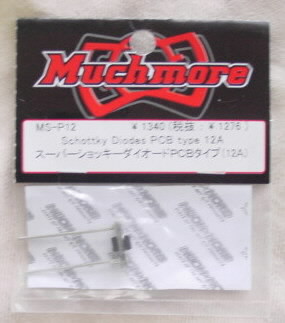 Muchmore
MS-P12 ¥1340(税抜:¥1276)
Schottky Diodes PCB type 12A
スーパーショッキーダイオードPCBタイプ(12A)